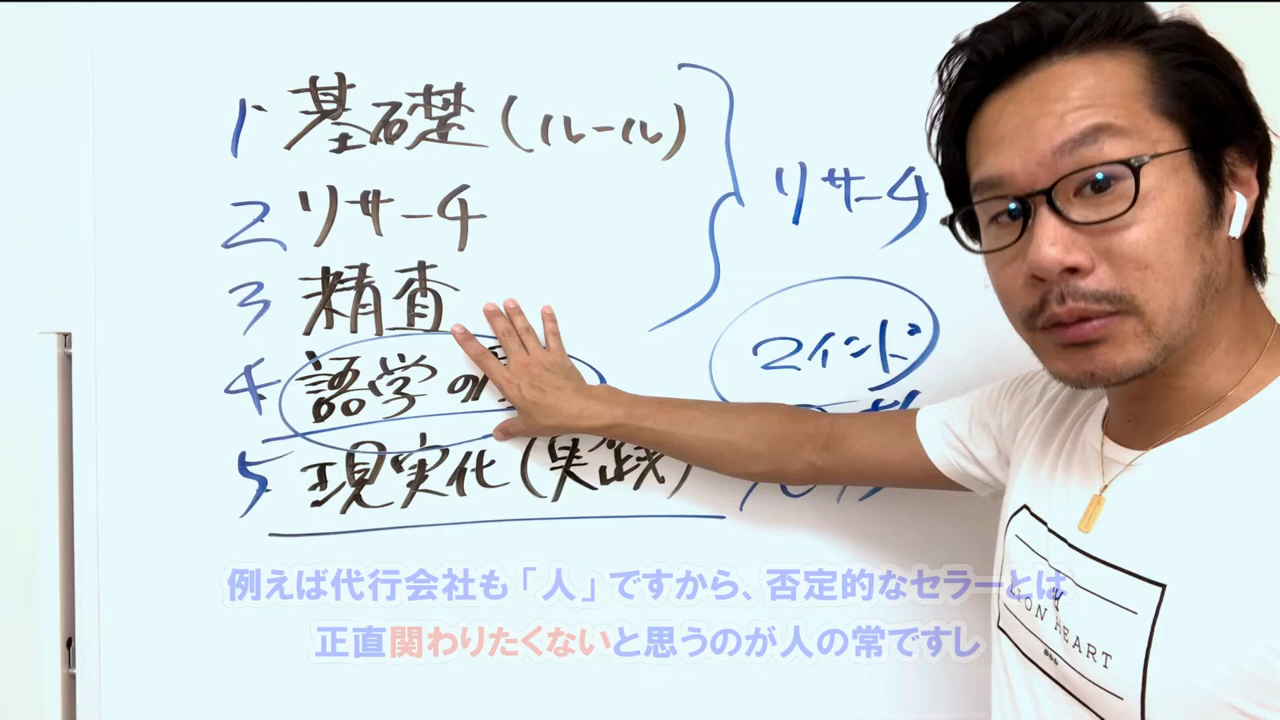 1 基礎(ルール)
2 リサーチ
3 精査
4 語学の
5 現実化(実践)
リサーチ
マインド
例えば代行会社も「人」ですから、否定的なセラーとは
正直関わりたくないと思うのが人の常ですし
HEART